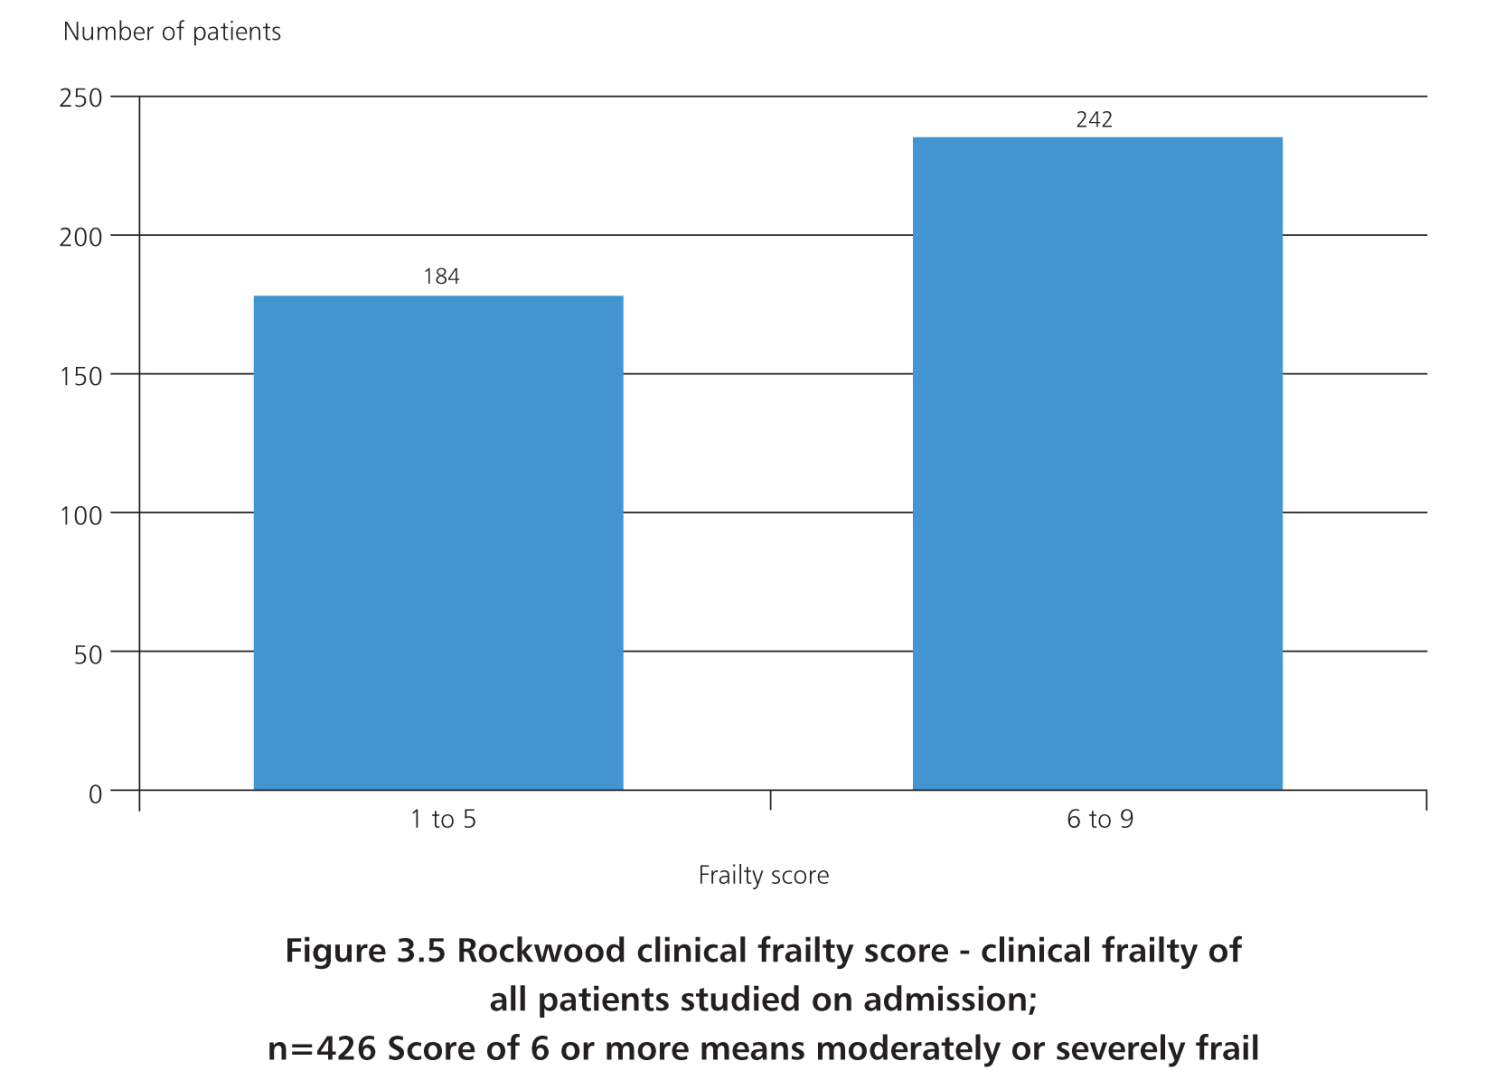 Number of patients
250
242
200
184
150
100
50
0
1 to 5
6 to 9
Frailty score
Figure 3.5 Rockwood clinical frailty score - clinical frailty of
all patients studied on admission;
n=426 Score of 6 or more means moderately or severely frail